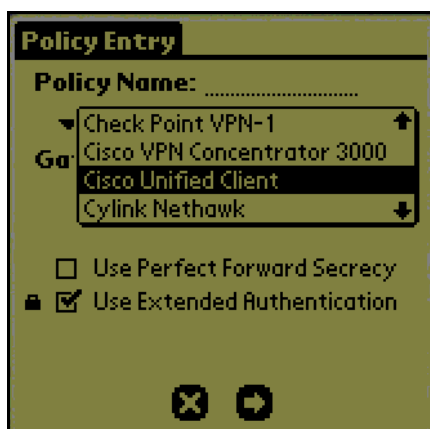 Policy Entry
Policy Name:
Check Point VPN-1
Cisco VPN Concentrator 3000
Ga
Cisco Unified Client
Cylink Nethawk
Use Perfect Forward Secrecy
Use Extended Authentication